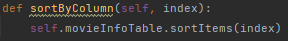 def sortByColumn(self, index):
    self.movieInfoTable.sortItems(index)